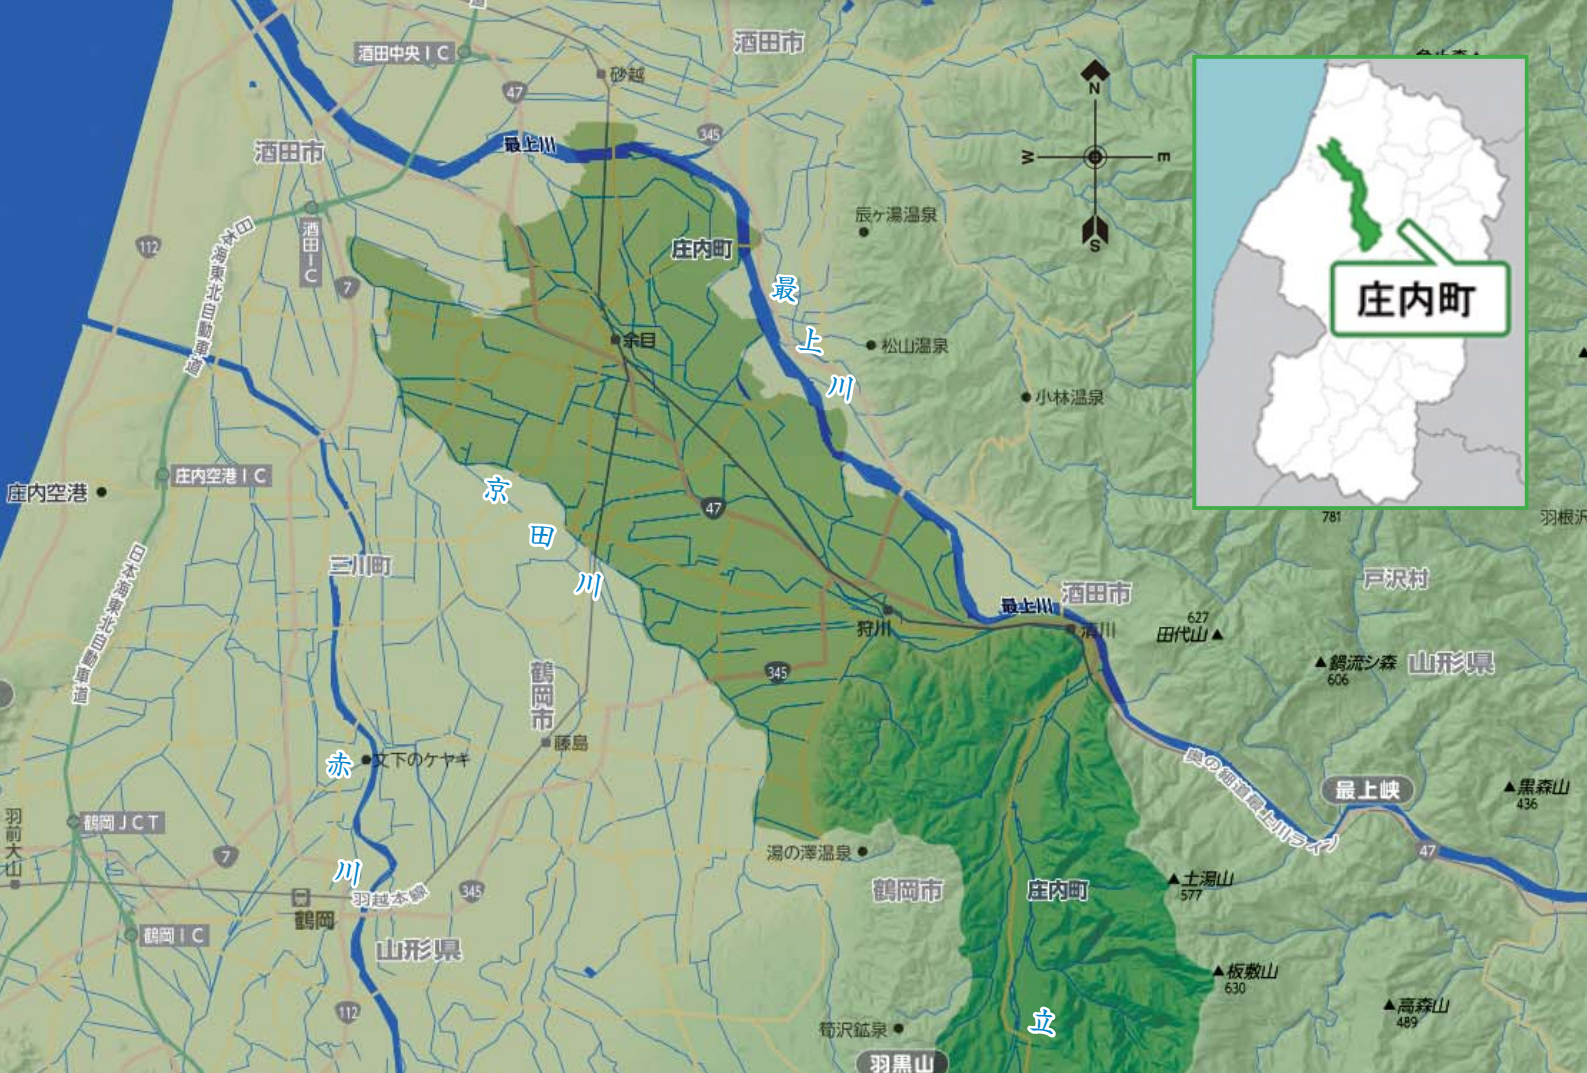 道
酒田中央IC
酒田市
砂越
47
345
最上川
酒田市
N
W
E
S
辰ヶ湯温泉
112
日本海東北自動車道
酒田IC
7
庄内町
最上川
余目
松山温泉
小林温泉
庄内町
庄内空港IC
庄内空港
京田川
47
781
羽根沢
三川町
日本海東北自動車道
最上川
酒田市
戸沢村
狩川
清川
627
田代山
鍋流シ森
606
山形県
345
鶴岡市
藤島
文下のケヤキ
赤川
奥の細道最上川ライン
最上峡
黒森山
436
羽前大山
鶴岡JCT
7
湯の澤温泉
47
羽越本線
345
鶴岡
鶴岡市
庄内町
土湯山
577
鶴岡IC
山形県
板敷山
630
高森山
489
112
筍沢鉱泉
立
羽黒山